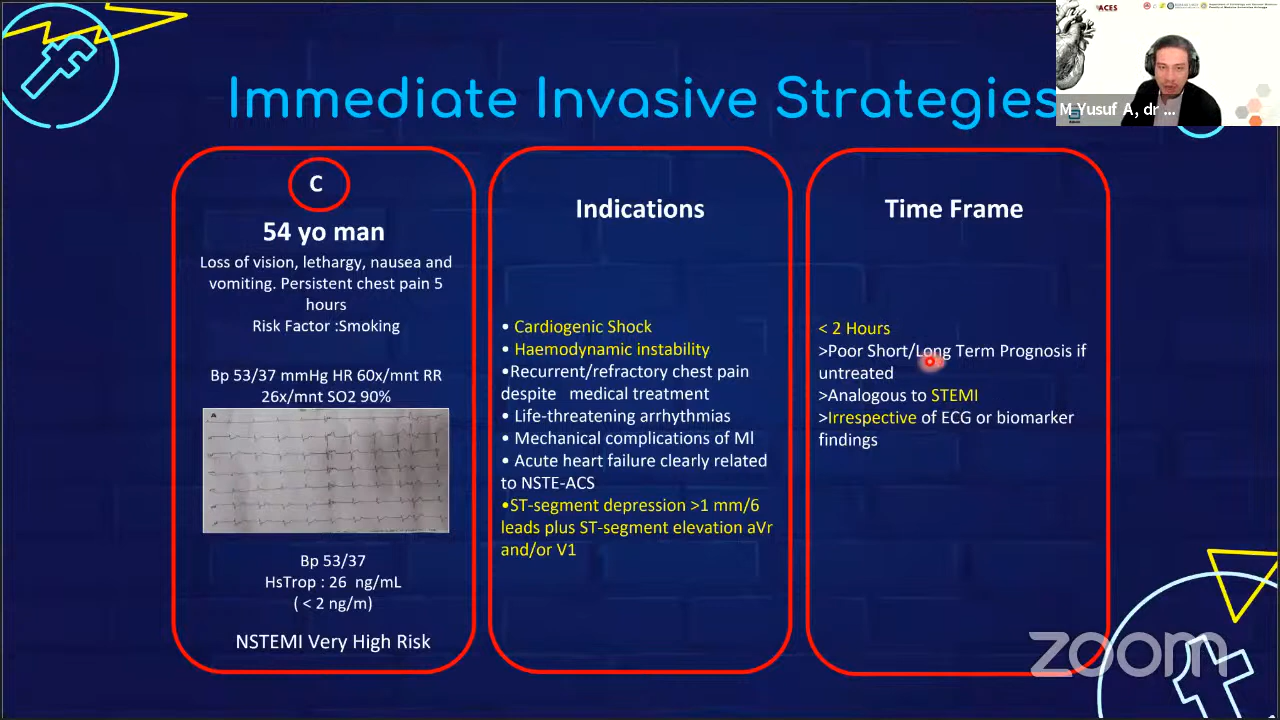 ACES
M Yusuf A, dr ...
Immediate Invasive Strategies
C
54 yo man
Loss of vision, lethargy, nausea and
vomiting. Persistent chest pain 5
hours
Risk Factor :Smoking
Bp 53/37 mmHg HR 60x/mnt RR
26x/mnt SO2 90%
A
Bp 53/37
HsTrop : 26 ng/mL
( < 2 ng/m)
NSTEMI Very High Risk
Indications
• Cardiogenic Shock
• Haemodynamic instability
•Recurrent/refractory chest pain
despite medical treatment
• Life-threatening arrhythmias
• Mechanical complications of MI
• Acute heart failure clearly related
to NSTE-ACS
•ST-segment depression >1 mm/6
leads plus ST-segment elevation aVr
and/or V1
Time Frame
< 2 Hours
>Poor Short/Long Term Prognosis if
untreated
>Analogous to STEMI
>Irrespective of ECG or biomarker
findings
zoom